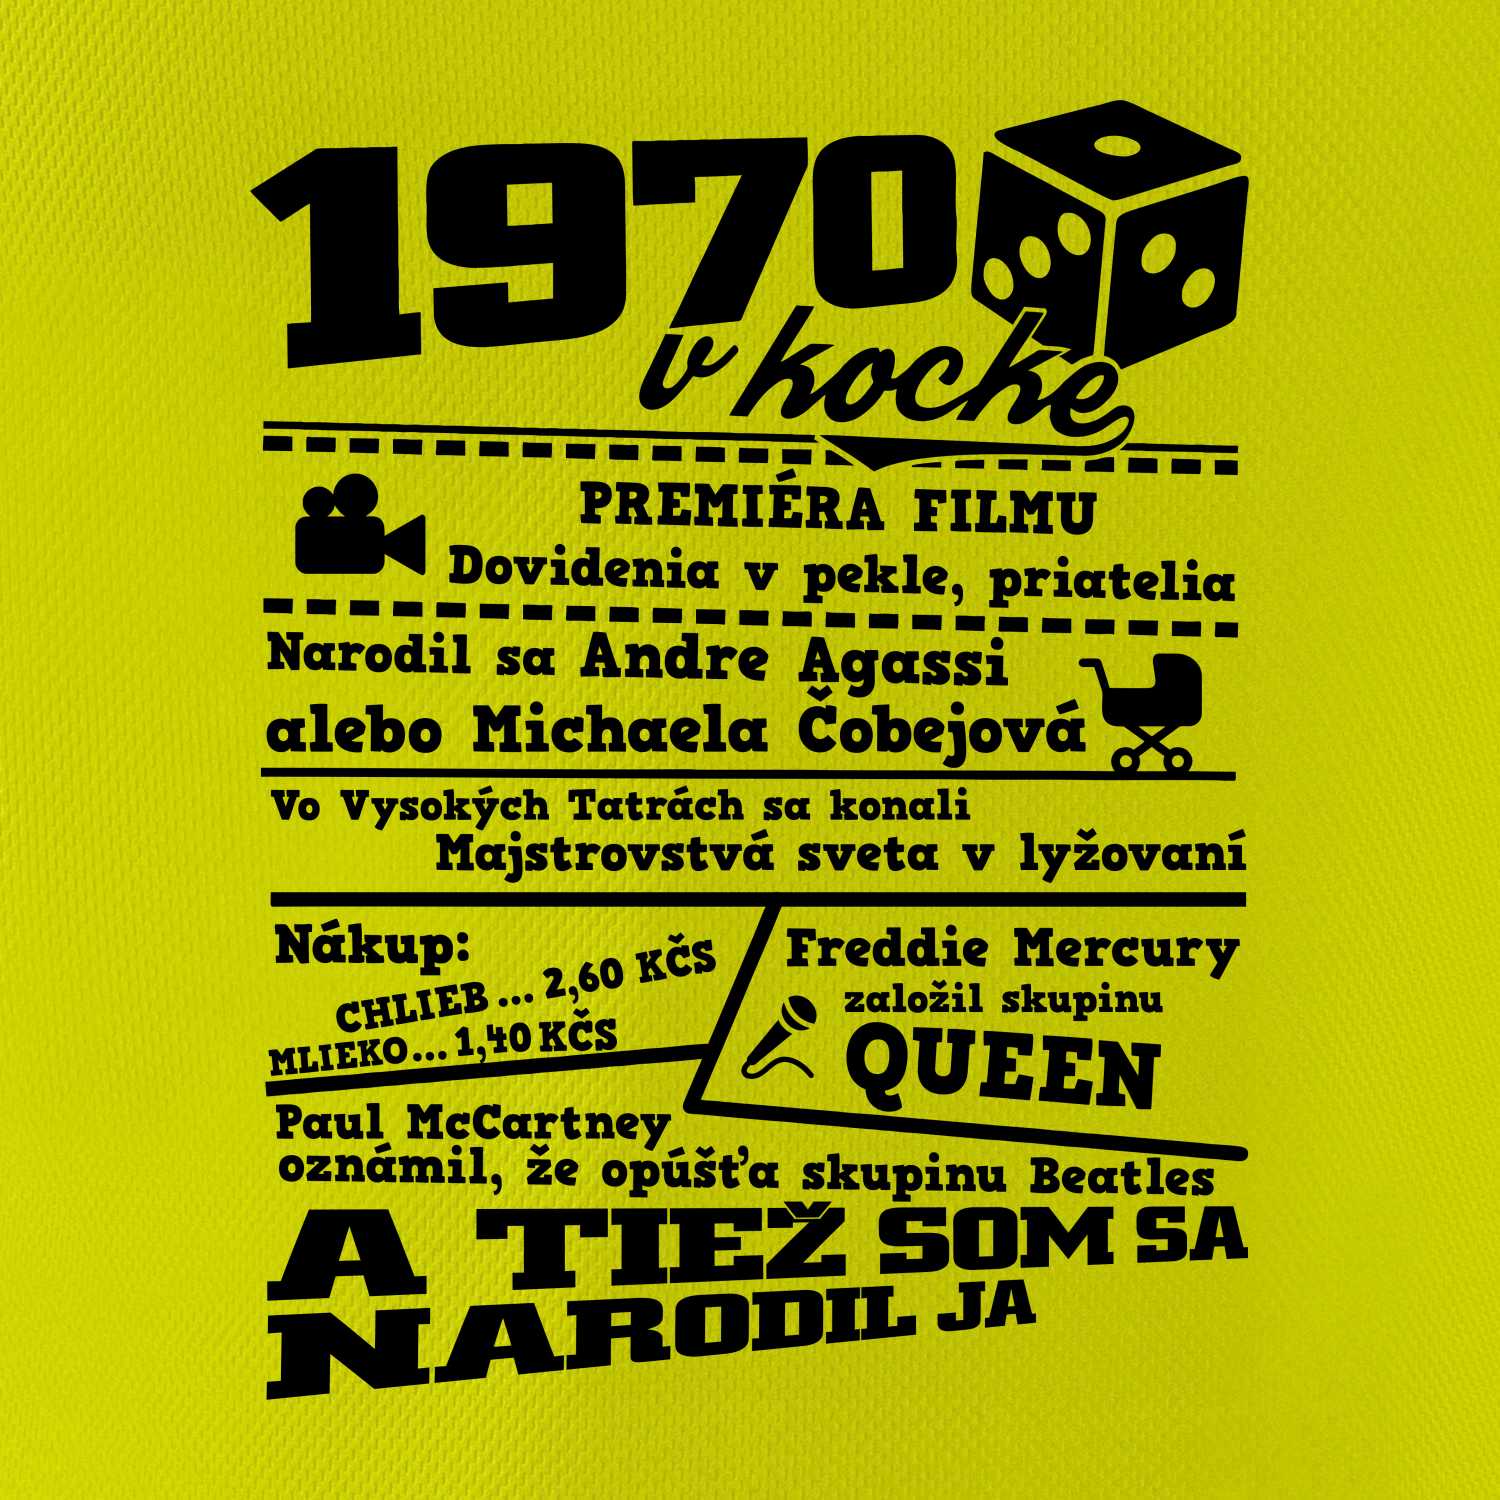 1970
v kocke
PREMIÉRA FILMU
Dovidenia v pekle, priatelia
Narodil sa Andre Agassi
alebo Michaela Čobejová
Vo Vysokých Tatrách sa konali
Majstrovstvá sveta v lyžovaní
Nákup:
CHLIEB ... 2,60 KČS
MLIEKO... 1,40 KČS
Freddie Mercury
založil skupinu
QUEEN
Paul McCartney
oznámil, že opúšťa skupinu Beatles
A TIEŽ SOM SA
NARODIL JA